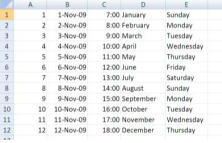 A B C D E
1 1 1-Nov-09 7:00 January Sunday
2 2 2-Nov-09 8:00 February Monday
3 3 3-Nov-09 9:00 March Tuesday
4 4 4-Nov-09 10:00 April Wednesday
5 5 5-Nov-09 11:00 May Thursday
6 6 6-Nov-09 12:00 June Friday
7 7 7-Nov-09 13:00 July Saturday
8 8 8-Nov-09 14:00 August Sunday
9 9 9-Nov-09 15:00 September Monday
10 10 10-Nov-09 16:00 October Tuesday
11 11 11-Nov-09 17:00 November Wednesday
12 12 12-Nov-09 18:00 December Thursday